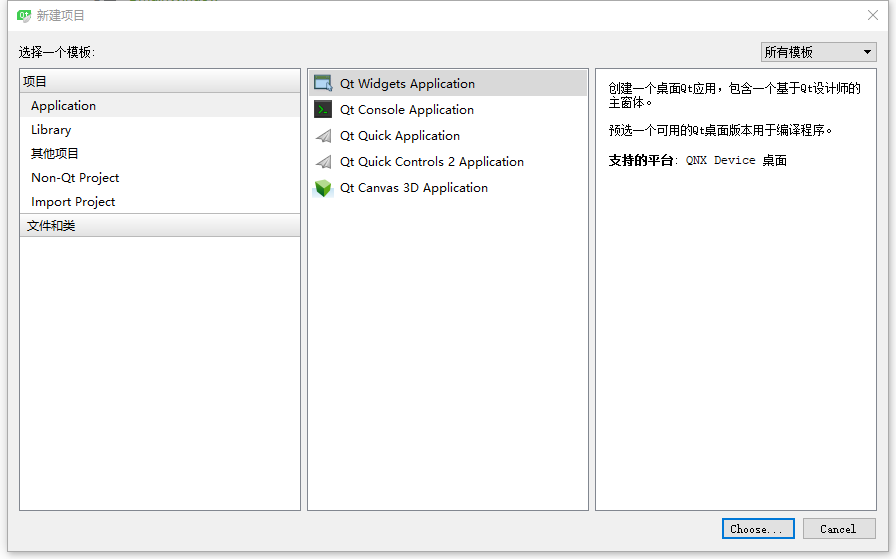 新建项目
选择一个模板:
所有模板
项目
Application
Library
其他项目
Non-Qt Project
Import Project
文件和类
Qt Widgets Application
Qt Console Application
Qt Quick Application
Qt Quick Controls 2 Application
Qt Canvas 3D Application
创建一个桌面Qt应用，包含一个基于Qt设计师的
主窗体。
预选一个可用的Qt桌面版本用于编译程序。
支持的平台: QNX Device 桌面
Choose...
Cancel